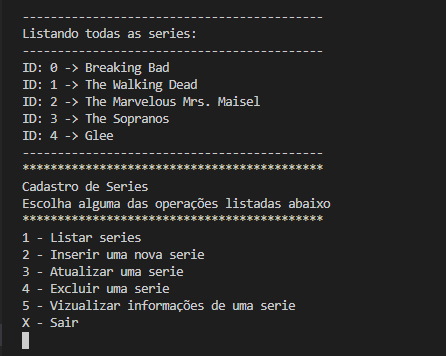 -------------------------------------------
Listando todas as series:
-------------------------------------------
ID: 0 -> Breaking Bad
ID: 1 -> The Walking Dead
ID: 2 -> The Marvelous Mrs. Maisel
ID: 3 -> The Sopranos
ID: 4 -> Glee
-------------------------------------------
*******************************************
Cadastro de Series
Escolha alguma das operações listadas abaixo
*******************************************
1 - Listar series
2 - Inserir uma nova serie
3 - Atualizar uma serie
4 - Excluir uma serie
5 - Vizualizar informações de uma serie
X - Sair